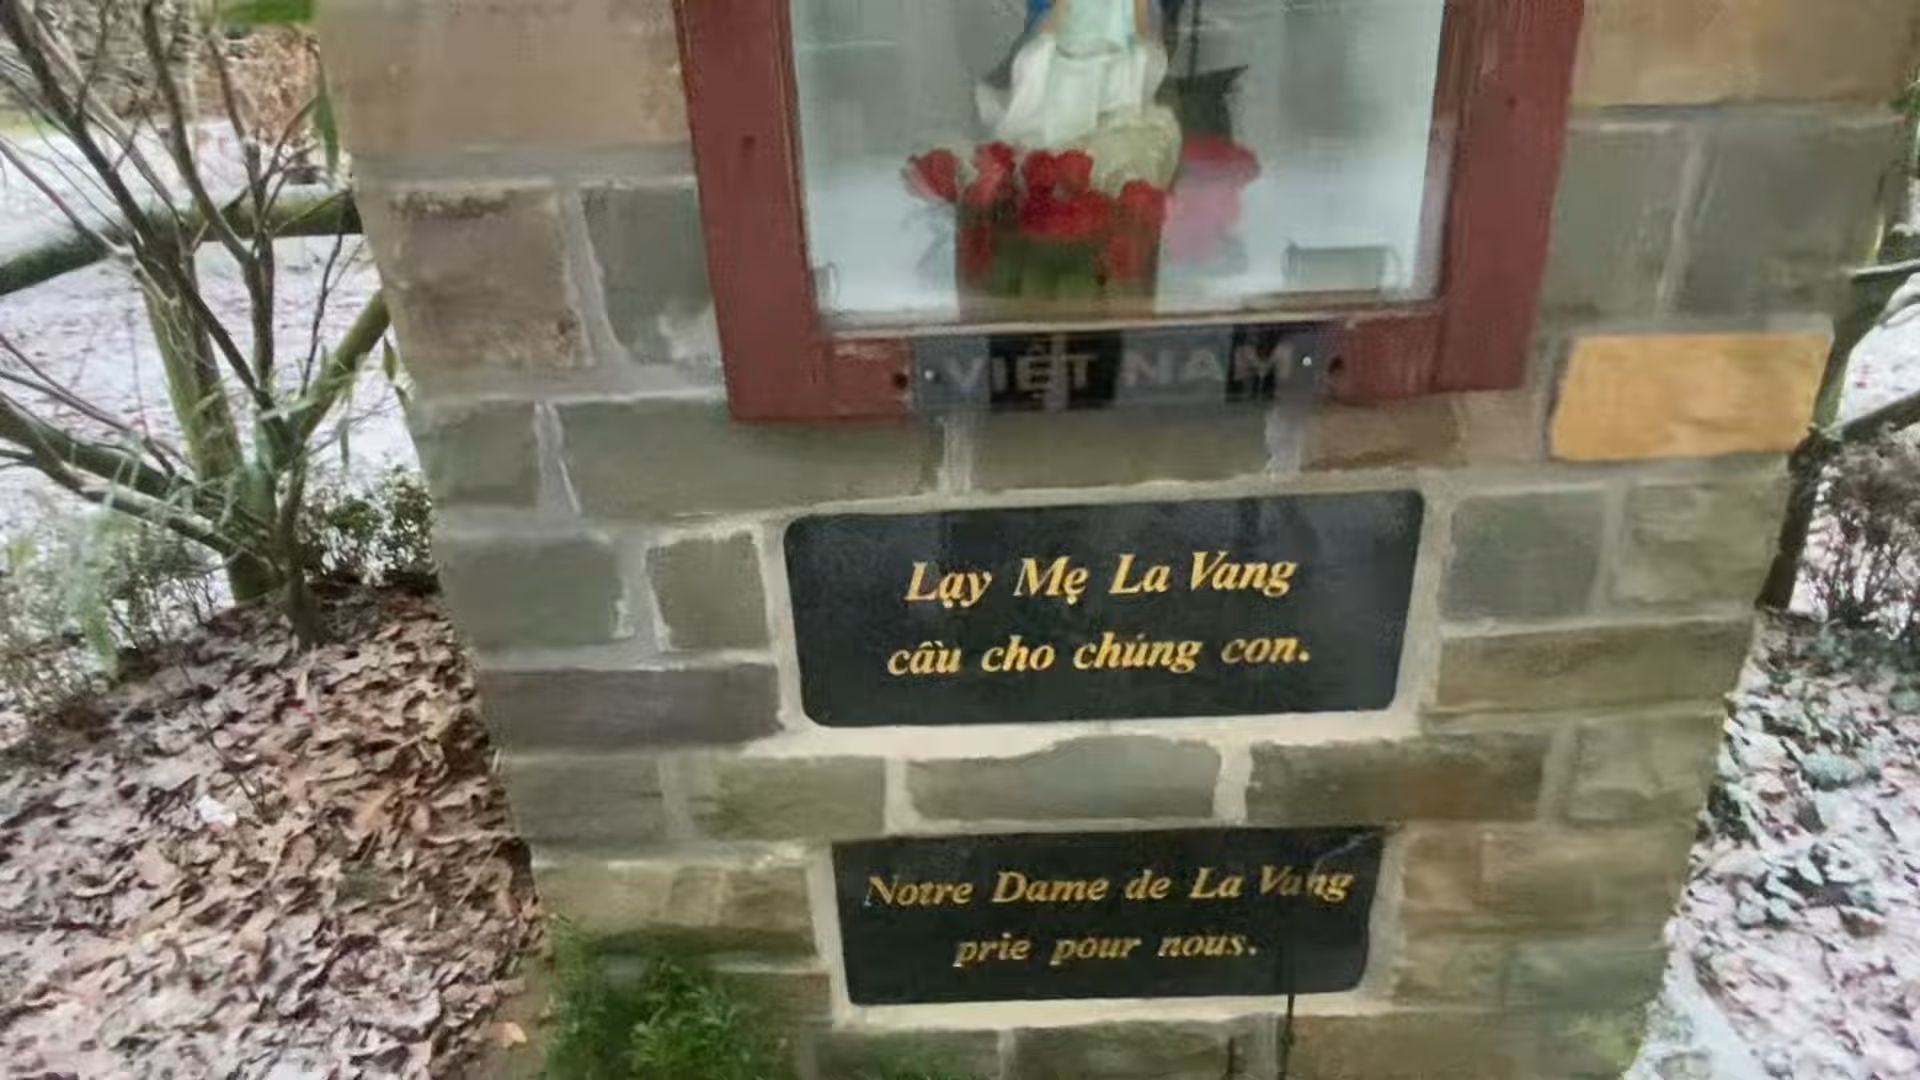 VIỆT NAM
Lạy Mẹ La Vang
cầu cho chúng con.
Notre Dame de La Vang
prie pour nous.